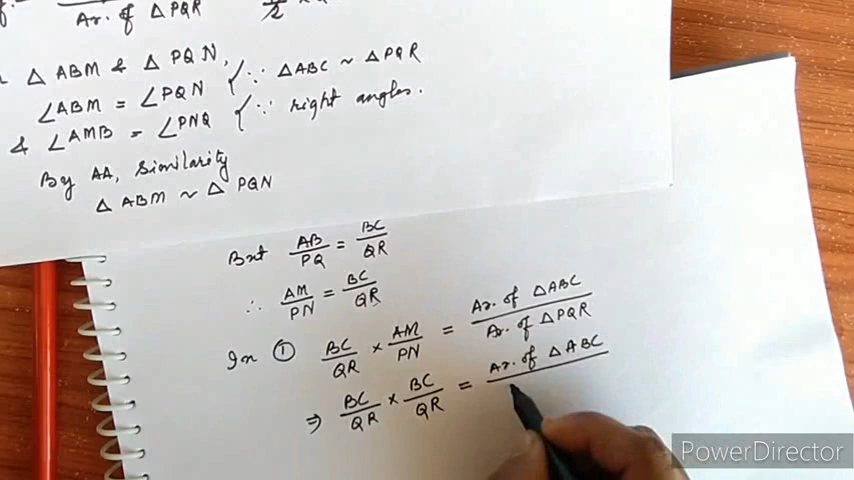 Ar. of △PQR
△ABM & △PQN,
∠ABM = ∠PQN {∵ △ABC ~ △PQR
& ∠AMB = ∠PNQ {∵ right angles.
By AA, similarity
△ABM ~ △PQN
But AB/PQ = BC/QR
∴ AM/PN = BC/QR
In ① BC/QR × AM/PN = Ar. of △ABC/Ar. of △PQR
⇒ BC/QR × BC/QR = Ar. of △ABC
PowerDirector